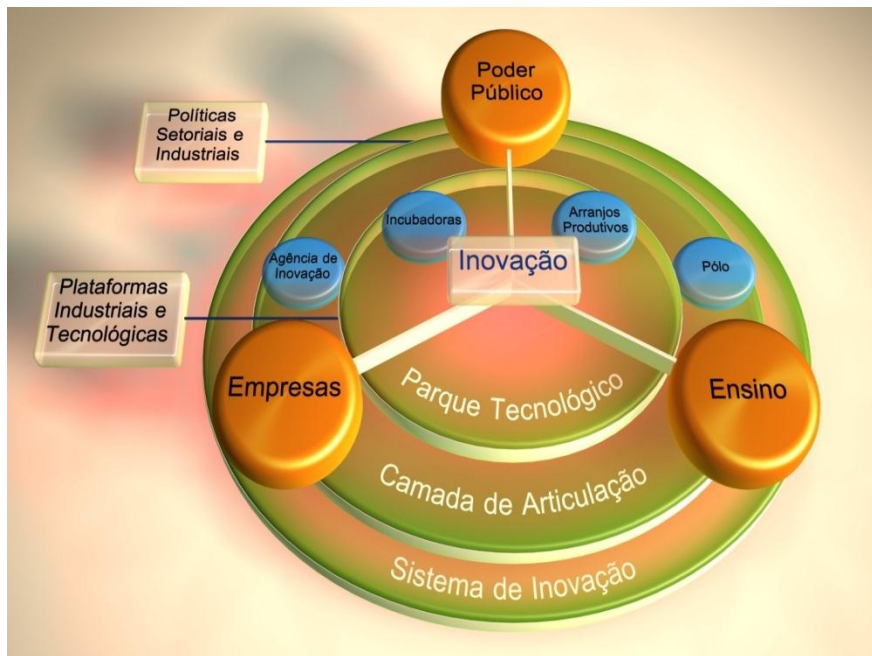 Poder
Público
Políticas
Setoriais e
Industriais
Incubadoras
Arranjos
Produtivos
Agência de
Inovação
Inovação
Pólo
Plataformas
Industriais e
Tecnológicas
Empresas
Ensino
Parque Tecnológico
Camada de Articulação
Sistema de Inovação